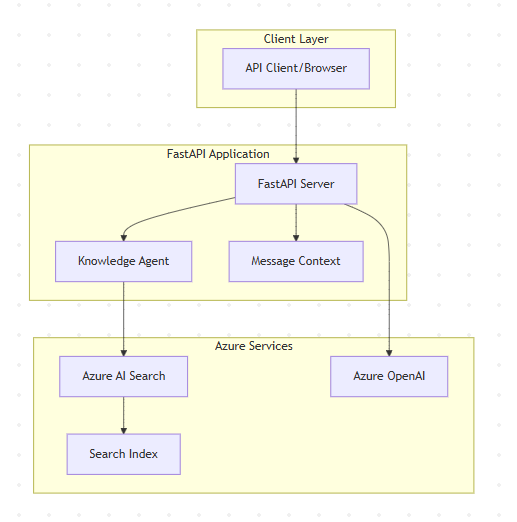 Client Layer
API Client/Browser
FastAPI Application
FastAPI Server
Knowledge Agent
Message Context
Azure Services
Azure AI Search
Azure OpenAI
Search Index